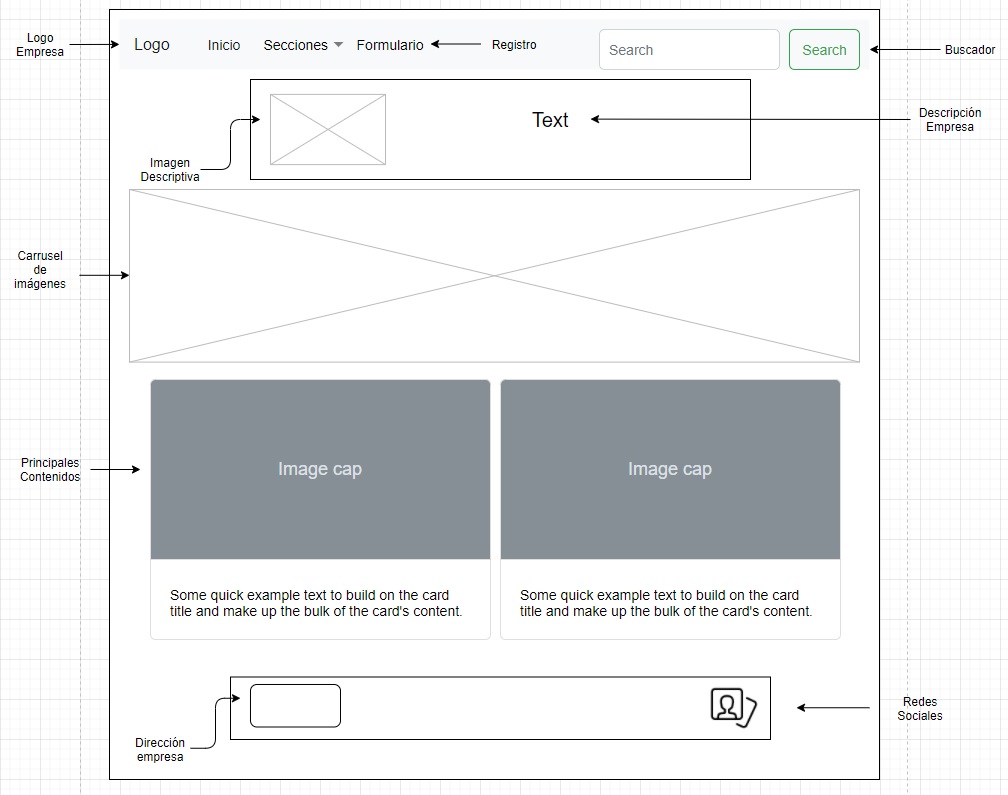 Logo
Empresa
Logo
Inicio
Secciones
Formulario
Registro
Search
Search
Buscador
Text
Descripción
Empresa
Imagen
Descriptiva
Carrusel
de
imágenes
Principales
Contenidos
Image cap
Image cap
Some quick example text to build on the card
title and make up the bulk of the card's content.
Some quick example text to build on the card
title and make up the bulk of the card's content.
Redes
Sociales
Dirección
empresa